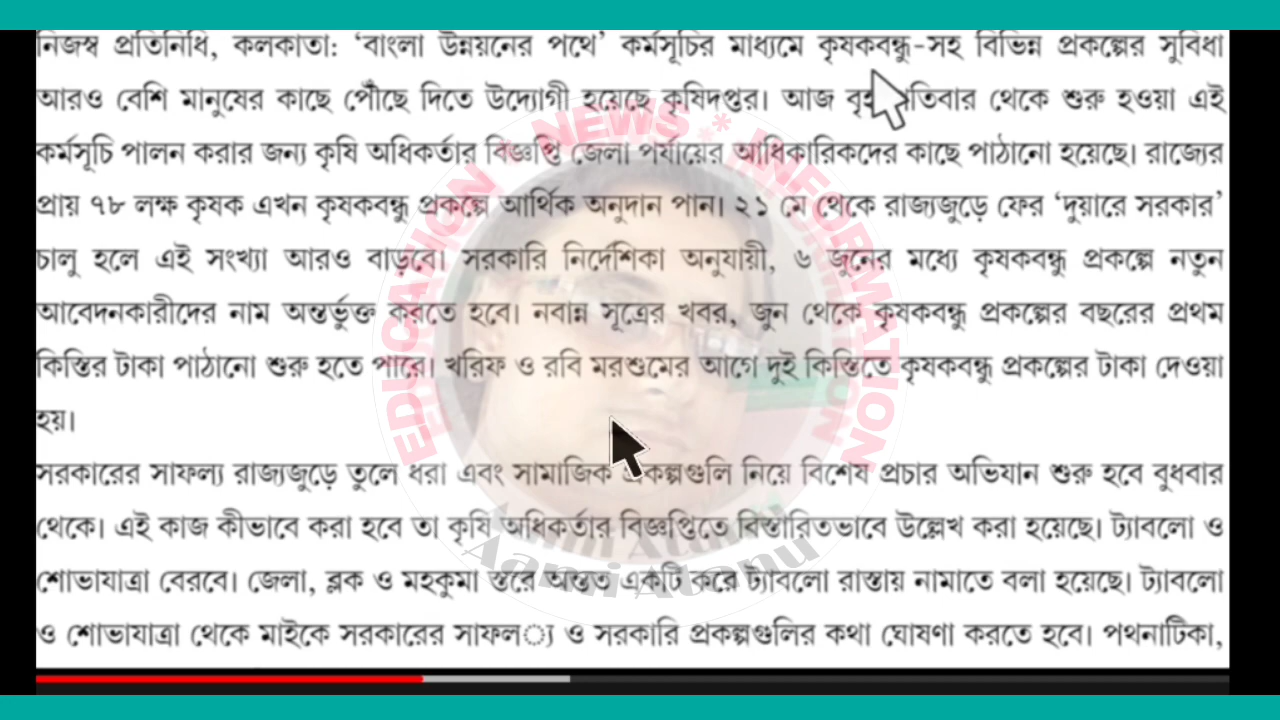 নিজস্ব প্রতিনিধি, কলকাতা: ‘বাংলা উন্নয়নের পথে’ কর্মসূচির মাধ্যমে কৃষকবন্ধু-সহ বিভিন্ন প্রকল্পের সুবিধা
আরও বেশি মানুষের কাছে পৌঁছে দিতে উদ্যোগী হয়েছে কৃষিদপ্তর। আজ থেকে শুরু হওয়া এই
কর্মসূচি পালন করার জন্য কৃষি অধিকর্তার বিজ্ঞপ্তি জেলা পর্যায়ের আধিকারিকদের কাছে পাঠানো হয়েছে। রাজ্যের
প্রায় ৭৮ লক্ষ কৃষক এখন কৃষকবন্ধু প্রকল্পে আর্থিক অনুদান পান। ২১ মে থেকে রাজ্যজুড়ে ফের ‘দুয়ারে সরকার’
চালু হলে এই সংখ্যা আরও বাড়বে। সরকারি নির্দেশিকা অনুযায়ী, ৬ জুনের মধ্যে কৃষকবন্ধু প্রকল্পে নতুন
আবেদনকারীদের নাম অন্তর্ভুক্ত করতে হবে। নবান্ন সূত্রের খবর, জুন থেকে কৃষকবন্ধু প্রকল্পের বছরের প্রথম
কিস্তির টাকা পাঠানো শুরু হতে পারে। খরিফ ও রবি মরশুমের আগে দুই কিস্তিতে কৃষকবন্ধু প্রকল্পের টাকা দেওয়া
হয়।
সরকারের সাফল্য রাজ্যজুড়ে তুলে ধরা এবং সামাজিক প্রকল্পগুলি নিয়ে বিশেষ প্রচার অভিযান শুরু হবে বুধবার
থেকে। এই কাজ কীভাবে করা হবে তা কৃষি অধিকর্তার বিজ্ঞপ্তিতে বিস্তারিতভাবে উল্লেখ করা হয়েছে। ট্যাবলো ও
শোভাযাত্রা বেরবে। জেলা, ব্লক ও মহকুমা স্তরে অন্তত একটি করে ট্যাবলো রাস্তায় নামাতে বলা হয়েছে। ট্যাবলো
ও শোভাযাত্রা থেকে মাইকে সরকারের সাফল্য ও সরকারি প্রকল্পগুলির কথা ঘোষণা করতে হবে। পথনাটিকা,
EDUCATION * NEWS * INFORMATION
Aami Atanu